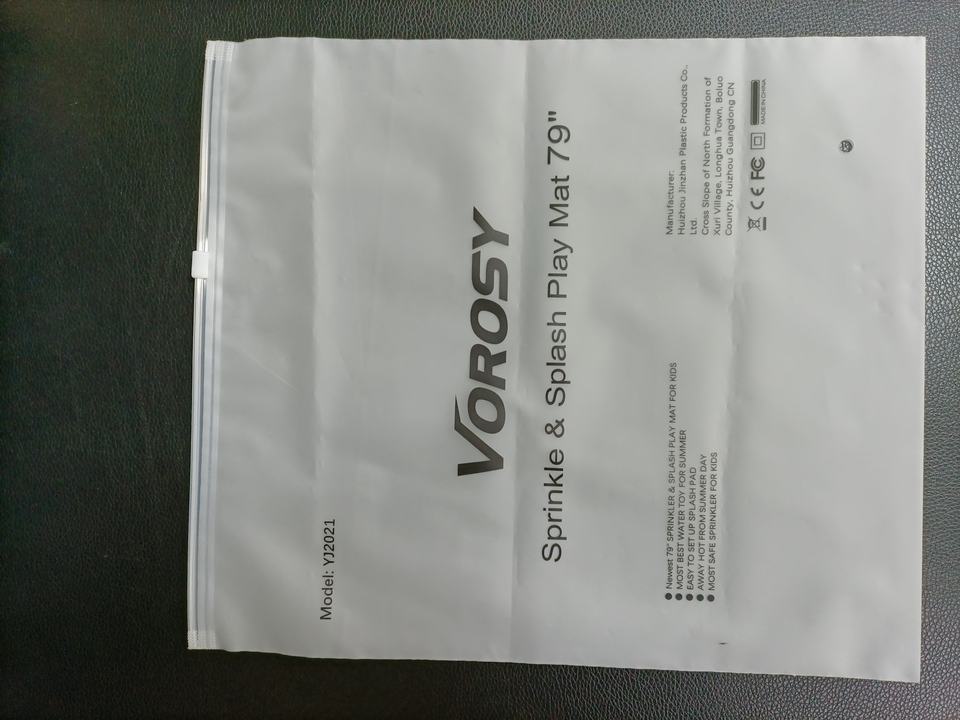 Model: YJ2021
VOROSY
Sprinkle & Splash Play Mat 79"
● Newest 79" SPRINKLER & SPLASH PLAY MAT FOR KIDS
● MOST BEST WATER TOY FOR SUMMER
● EASY TO SET UP SPLASH PAD
● AWAY HOT FROM SUMMER DAY
● MOST SAFE SPRINKLER FOR KIDS
Manufacturer:
Huizhou Jinzhan Plastic Products Co.,
Ltd.
Cross Slope of North Formation of
Xuri Village, Longhua Town, Boluo
County, Huizhou Guangdong CN
CE FC
MADE IN CHINA